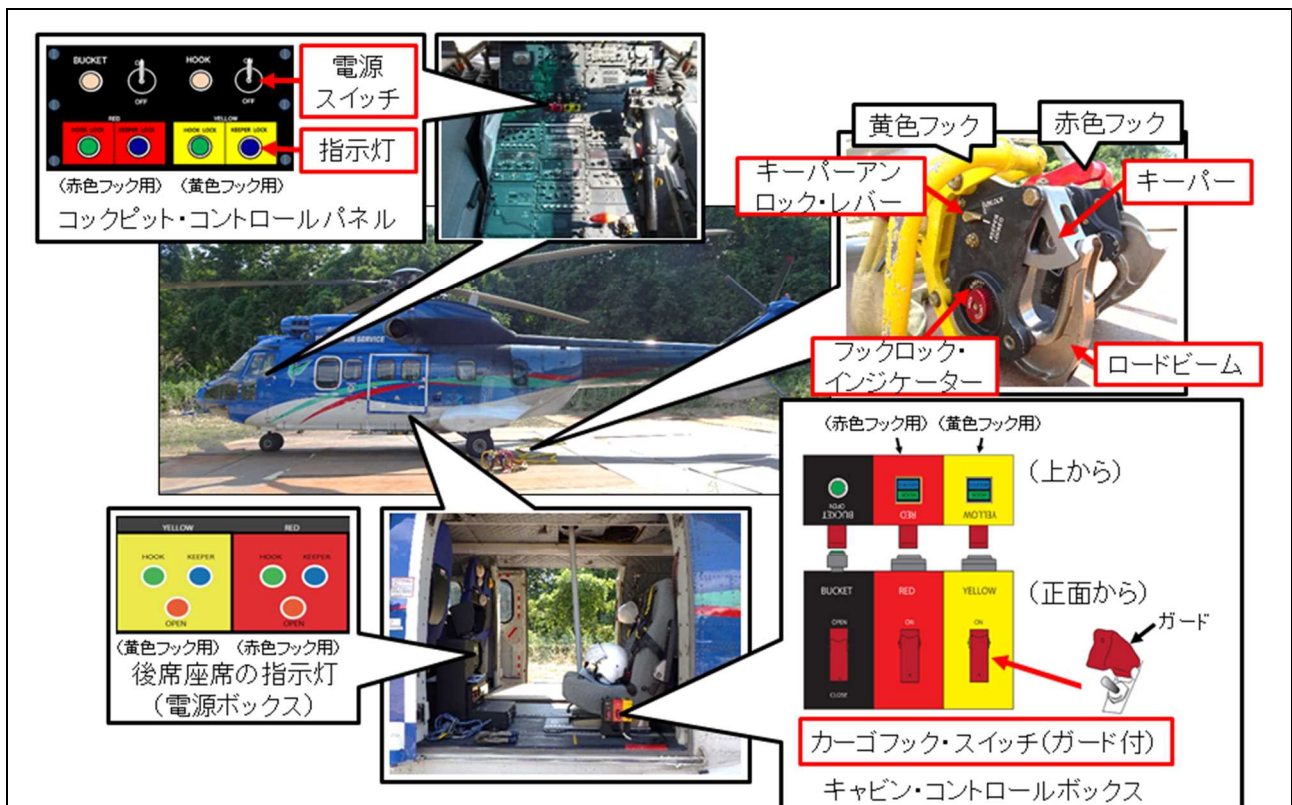 BUCKET
ON
OFF
HOOK
ON
OFF
電源
スイッチ
RED
YELLOW
HOOK LOCK
KEEPER LOCK
HOOK LOCK
KEEPER LOCK
指示灯
(赤色フック用)
(黄色フック用)
コックピット・コントロールパネル
黄色フック
赤色フック
キーパーアン
ロック・レバー
キーパー
UNLOCK
KEEPER
LOCKED
フックロック・
インジケーター
ロードビーム
(赤色フック用)
(黄色フック用)
(上から)
OPEN
BUCKET
RED
YELLOW
(正面から)
BUCKET
RED
YELLOW
OPEN
ON
ON
CLOSE
ガード
カーゴフック・スイッチ(ガード付)
キャビン・コントロールボックス
YELLOW
RED
HOOK
KEEPER
HOOK
KEEPER
OPEN
OPEN
(黄色フック用)
(赤色フック用)
後席座席の指示灯
(電源ボックス)